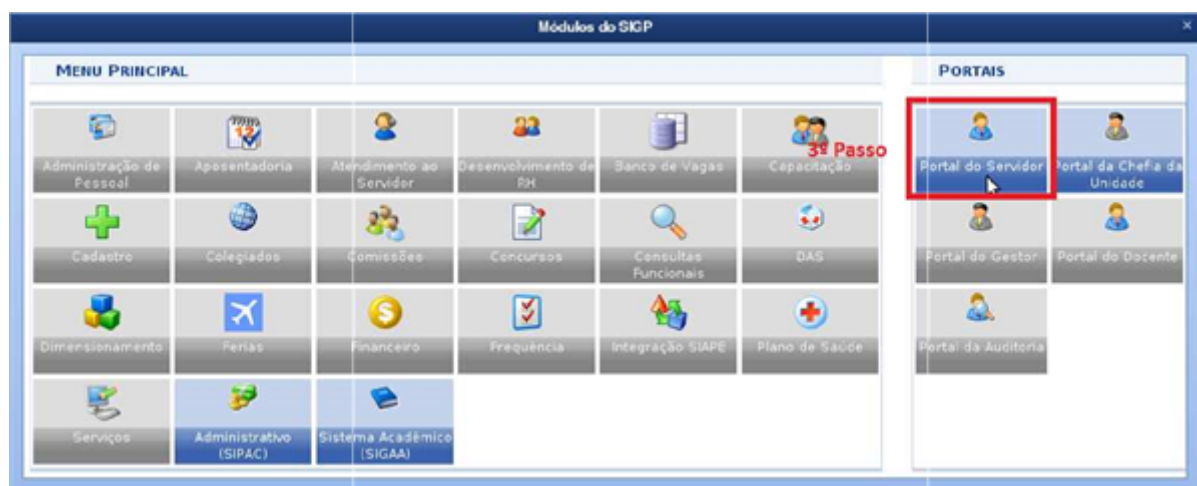 Módulos do SIGP
MENU PRINCIPAL
PORTAIS
Administração de
Pessoal
Aposentadoria
Atendimento ao
Servidor
Desenvolvimento de
RH
Banco de Vagas
Capacitação
3º Passo
Portal do Servidor
Portal da Chefia da
Unidade
Cadastro
Colegiados
Comissões
Concursos
Consultas
Funcionais
DAS
Portal do Gestor
Portal do Docente
Dimensionamento
Ferias
Financeiro
Frequência
Integração SIAPE
Plano de Saúde
Portal da Auditoria
Serviços
Administrativo
(SIPAC)
Sistema Acadêmico
(SIGAA)